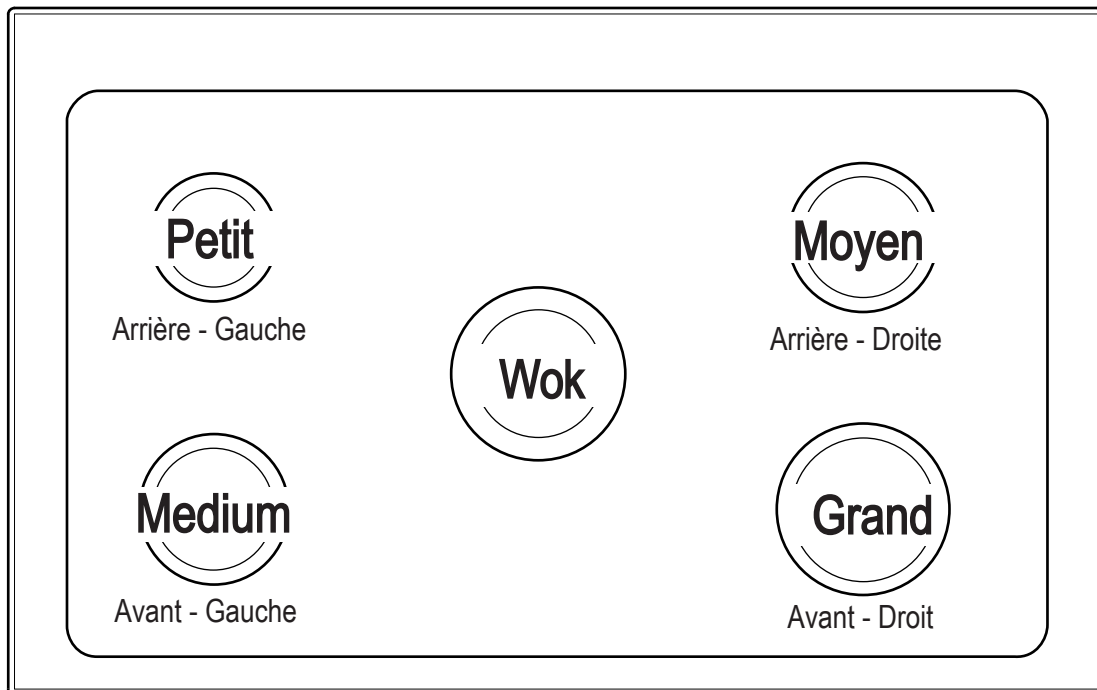 Petit
Arrière - Gauche
Moyen
Arrière - Droite
Wok
Medium
Avant - Gauche
Grand
Avant - Droit